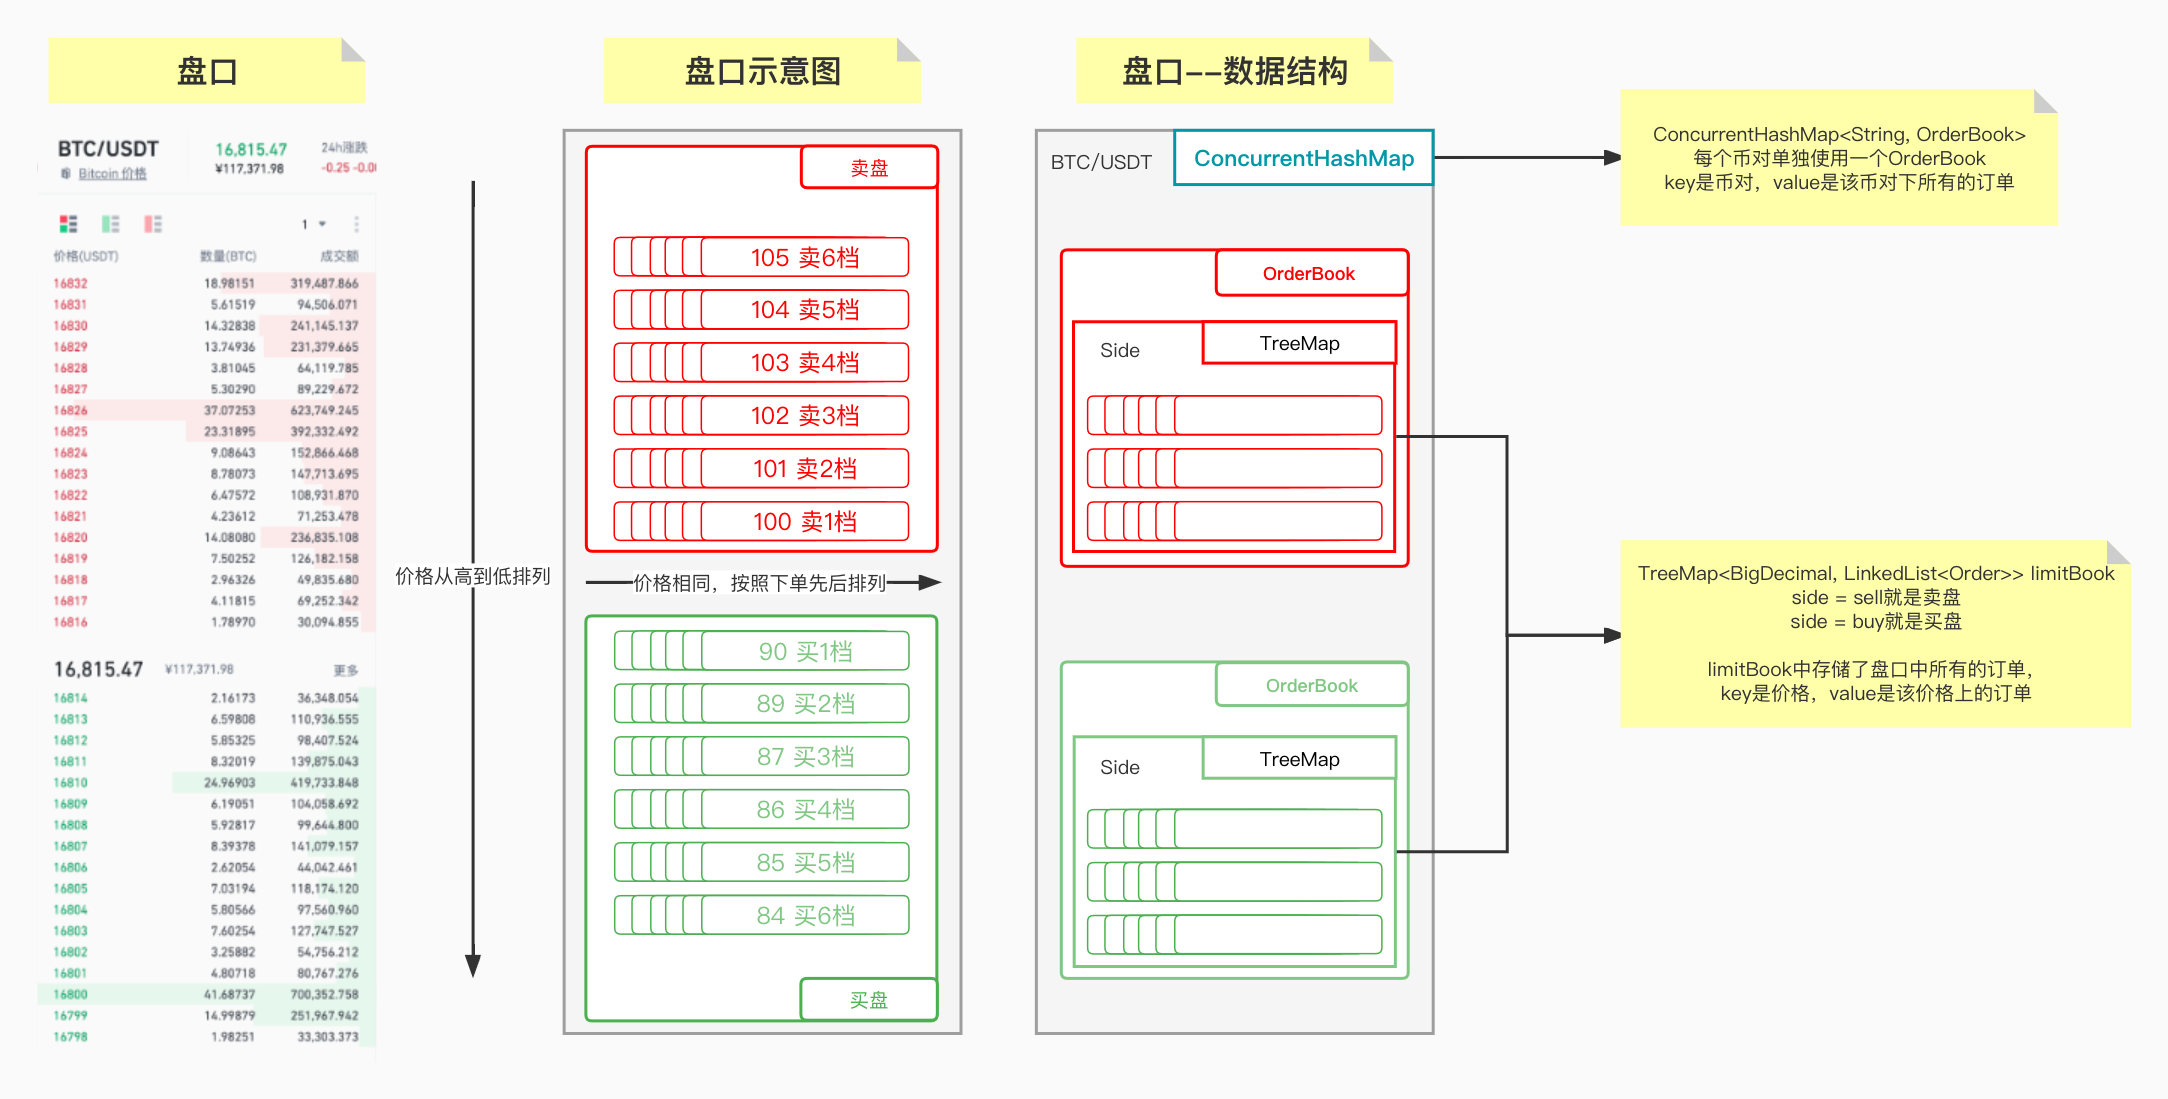 盘口
BTC/USDT
16,815.47
24h涨跌
Bitcoin 价格
¥117,371.98
-0.25 -0.0
1
价格(USDT) 数量(BTC) 成交额
16832 18.98151 319,487.866
16831 5.61519 94,506.071
16830 14.32838 241,145.137
16829 13.74936 231,379.665
16828 3.81045 64,119.785
16827 5.30290 89,229.672
16826 37.07253 623,749.245
16825 23.31895 392,332.492
16824 9.08643 152,866.468
16823 8.78073 147,713.695
16822 6.47572 108,931.870
16821 4.23612 71,253.478
16820 14.08080 236,835.108
16819 7.50252 126,182.158
16818 2.96326 49,835.680
16817 4.11815 69,252.342
16816 1.78970 30,094.855
16,815.47 ¥117,371.98 更多
16814 2.16173 36,348.054
16813 6.59808 110,936.555
16812 5.85325 98,407.524
16811 8.32019 139,875.043
16810 24.96903 419,733.848
16809 6.19051 104,058.692
16808 5.92817 99,644.800
16807 8.39378 141,079.157
16806 2.62054 44,042.461
16805 7.03194 118,174.120
16804 5.80566 97,560.960
16803 7.60254 127,747.527
16802 3.25882 54,756.212
16801 4.80718 80,767.276
16800 41.68737 700,352.758
16799 14.99879 251,967.942
16798 1.98251 33,303.373
价格从高到低排列
盘口示意图
卖盘
105 卖6档
104 卖5档
103 卖4档
102 卖3档
101 卖2档
100 卖1档
价格相同，按照下单先后排列
90 买1档
89 买2档
87 买3档
86 买4档
85 买5档
84 买6档
买盘
盘口--数据结构
BTC/USDT
ConcurrentHashMap
OrderBook
Side
TreeMap
OrderBook
Side
TreeMap
ConcurrentHashMap<String, OrderBook>
每个币对单独使用一个OrderBook
key是币对，value是该币对下所有的订单
TreeMap<BigDecimal, LinkedList<Order>> limitBook
side = sell就是卖盘
side = buy就是买盘
limitBook中存储了盘口中所有的订单，
key是价格，value是该价格上的订单